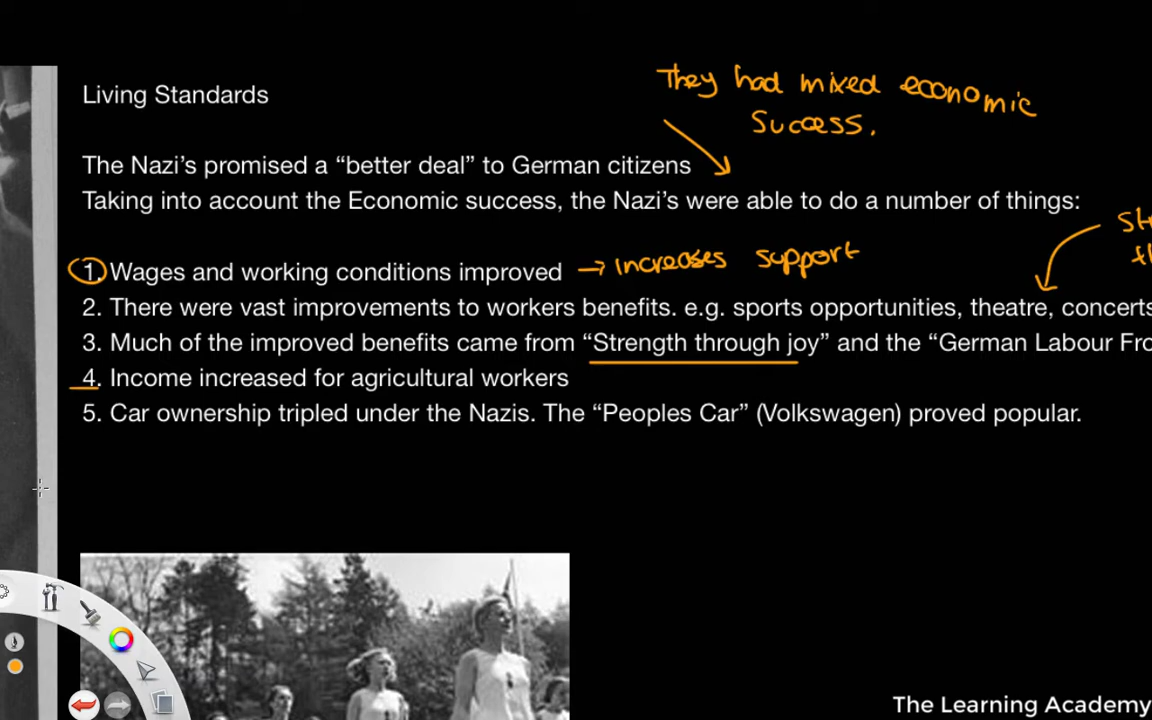 They had mixed economic
Living Standards
Success.
The Nazi's promised a “better deal” to German citizens
Taking into account the Economic success, the Nazi's were able to do a number of things:
1. Wages and working conditions improved → increases support
2. There were vast improvements to workers benefits. e.g. sports opportunities, theatre, concerts
3. Much of the improved benefits came from “Strength through joy” and the “German Labour
4. Income increased for agricultural workers
5. Car ownership tripled under the Nazis. The “Peoples Car” (Volkswagen) proved popular.
The Learning Academy